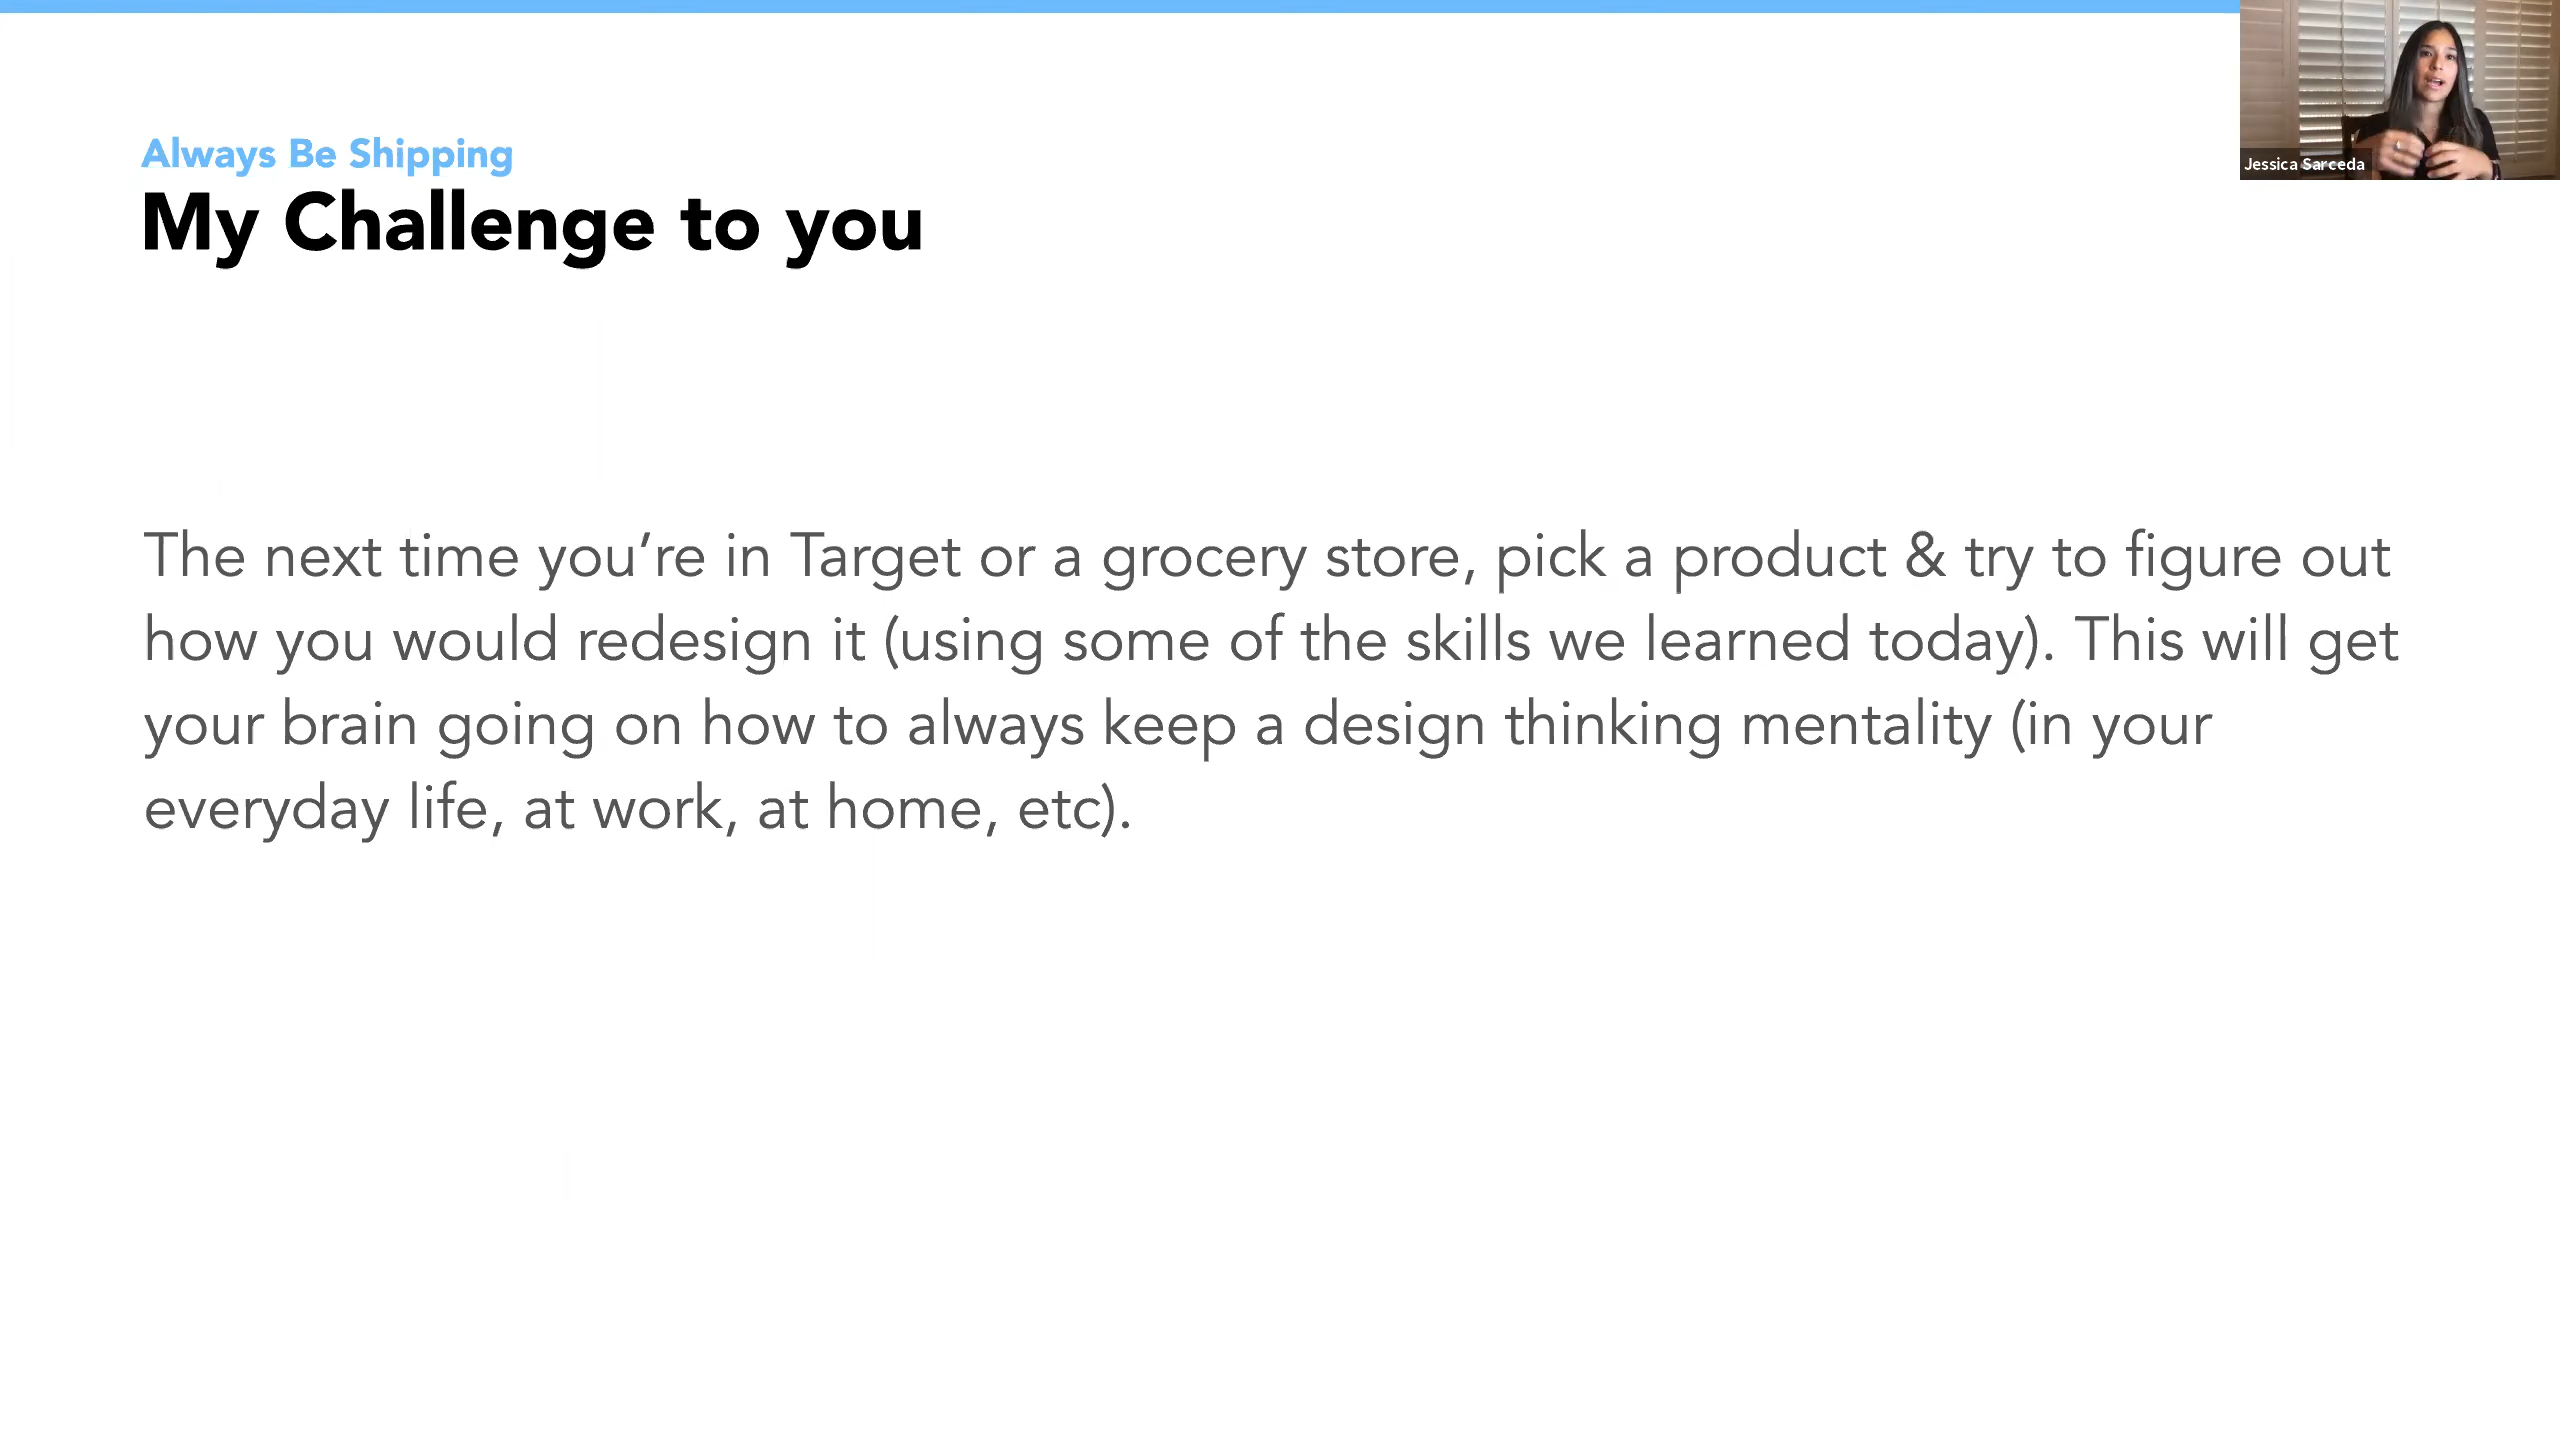 Always Be Shipping
My Challenge to you
Jessica Sarceda
The next time you’re in Target or a grocery store, pick a product & try to figure out
how you would redesign it (using some of the skills we learned today). This will get
your brain going on how to always keep a design thinking mentality (in your
everyday life, at work, at home, etc).